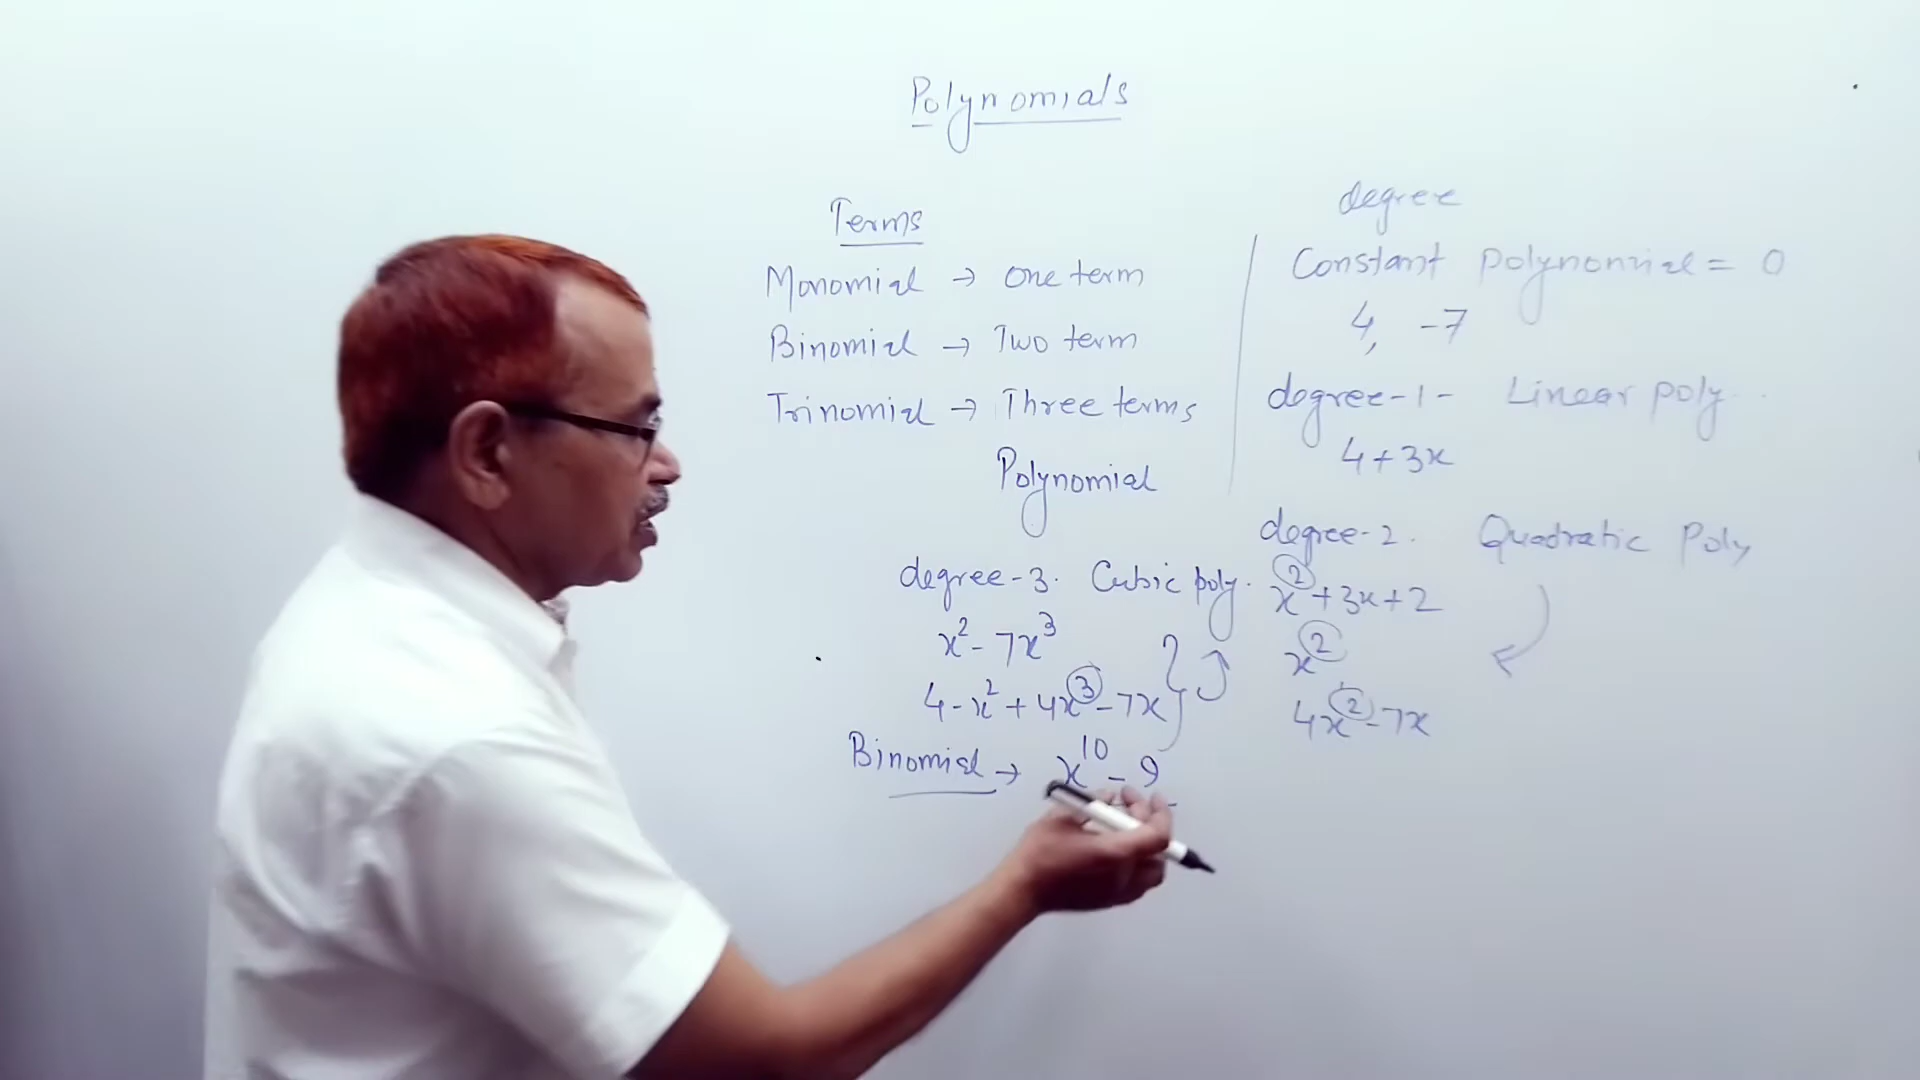 Polynomials
Terms
Monomial → One term
Binomial → Two term
Trinomial → Three terms
Polynomial
degree
Constant polynomial = 0
4, -7
degree-1- Linear poly..
4+3x
degree-2. Quadratic Poly
x²+3x+2
x²
4x²-7x
degree-3. Cubic poly.
x²-7x³
4-x²+4x³-7x
Binomial → x¹⁰-9